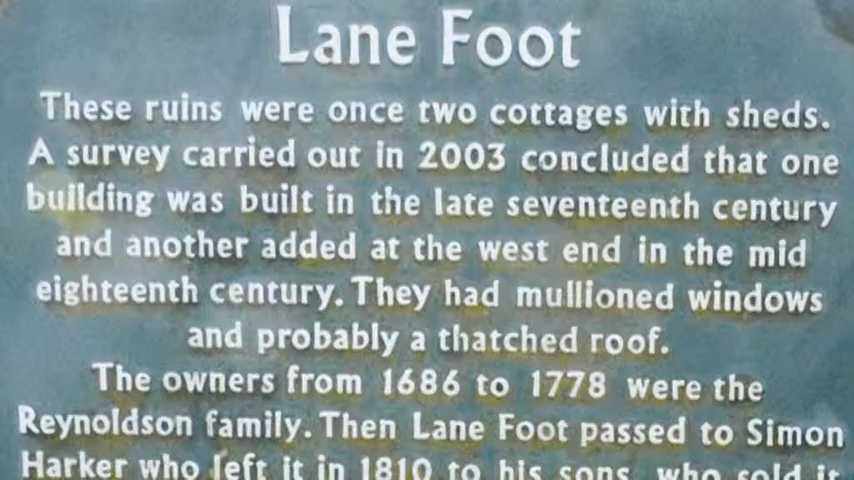 Lane Foot
These ruins were once two cottages with sheds.
A survey carried out in 2003 concluded that one
building was built in the late seventeenth century
and another added at the west end in the mid
eighteenth century. They had mullioned windows
and probably a thatched roof.
The owners from 1686 to 1778 were the
Reynoldson family. Then Lane Foot passed to Simon
Harker who left it in 1810 to his sons, who sold it